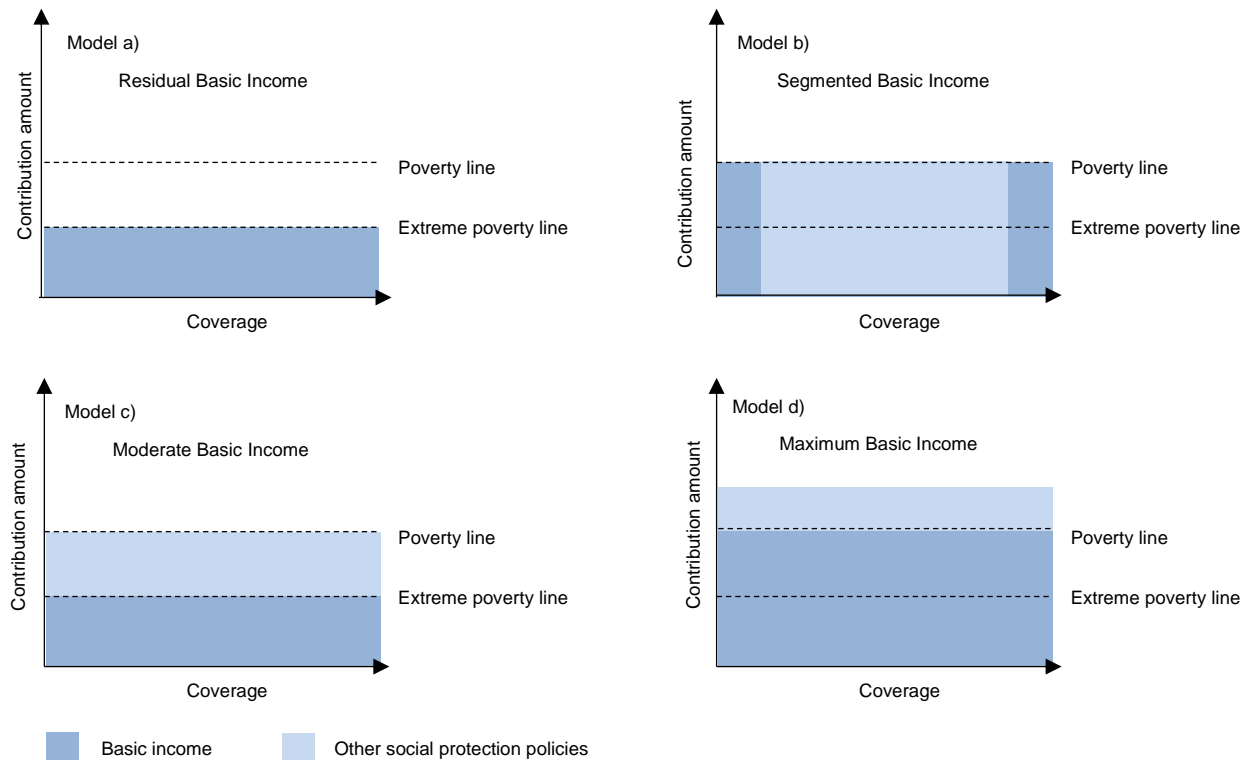 Model a)
Residual Basic Income
Contribution amount
Poverty line
Extreme poverty line
Coverage
Model b)
Segmented Basic Income
Contribution amount
Poverty line
Extreme poverty line
Coverage
Model c)
Moderate Basic Income
Contribution amount
Poverty line
Extreme poverty line
Coverage
Model d)
Maximum Basic Income
Contribution amount
Poverty line
Extreme poverty line
Coverage
Basic income
Other social protection policies